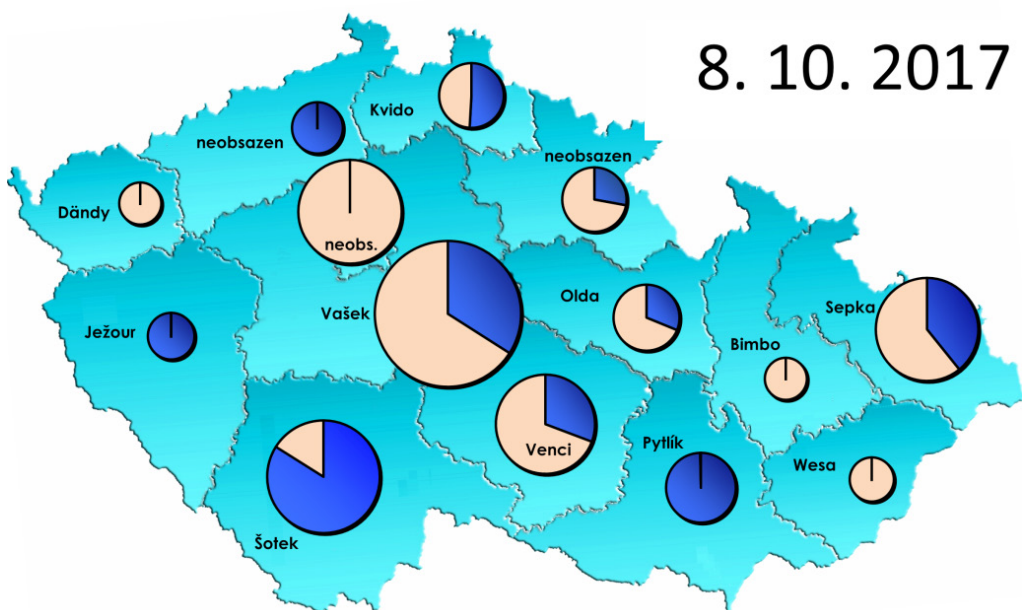 8. 10. 2017
Kvido
neobsazen
neobsazen
Dändy
neobs.
Olda
Sepka
Vašek
Ježour
Bimbo
Pytlík
Venci
Wesa
Šotek